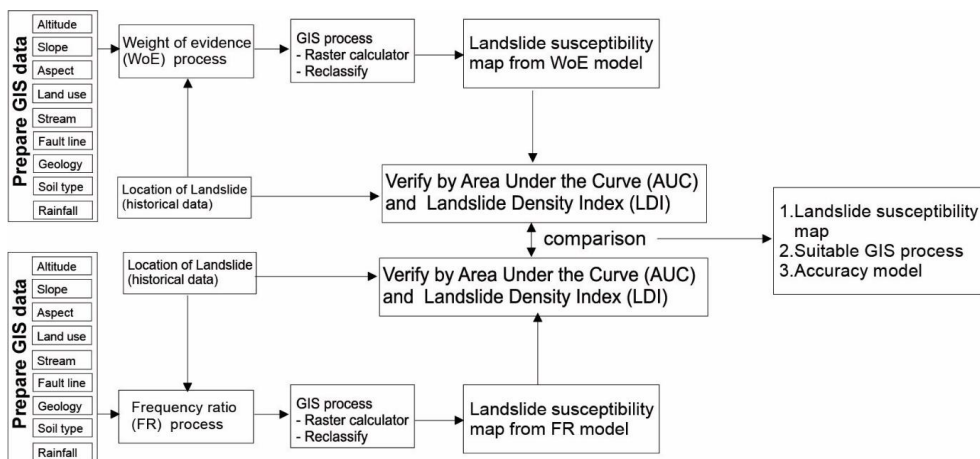 Prepare GIS data
Altitude
Slope
Aspect
Land use
Stream
Fault line
Geology
Soil type
Rainfall
Weight of evidence
(WoE) process
GIS process
- Raster calculator
- Reclassify
Landslide susceptibility
map from WoE model
Location of Landslide
(historical data)
Verify by Area Under the Curve (AUC)
and Landslide Density Index (LDI)
comparison
1.Landslide susceptibility
map
2.Suitable GIS process
3.Accuracy model
Prepare GIS data
Altitude
Slope
Aspect
Land use
Stream
Fault line
Geology
Soil type
Rainfall
Location of Landslide
(historical data)
Verify by Area Under the Curve (AUC)
and Landslide Density Index (LDI)
Frequency ratio
(FR) process
GIS process
- Raster calculator
- Reclassify
Landslide susceptibility
map from FR model